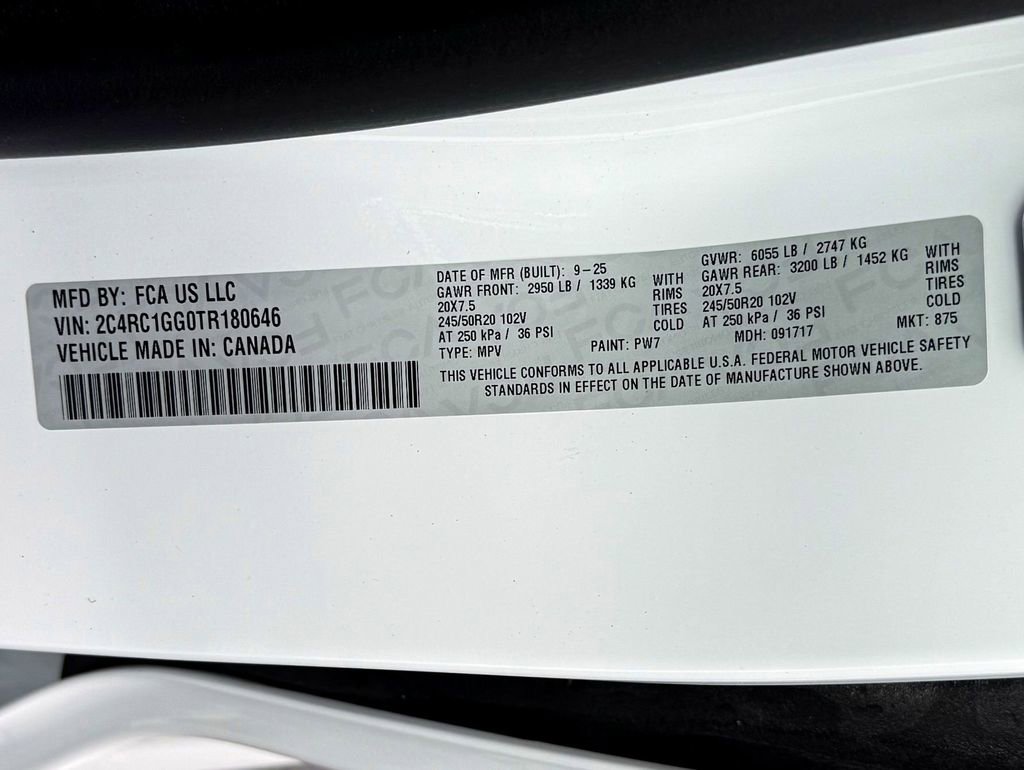 MFD BY: FCA US LLC
VIN: 2C4RC1GG0TR180646
VEHICLE MADE IN: CANADA
DATE OF MFR (BUILT): 9-25
GAWR FRONT: 2950 LB / 1339 KG WITH
20X7.5 RIMS
245/50R20 102V TIRES
AT 250 kPa / 36 PSI COLD
TYPE: MPV PAINT: PW7
GVWR: 6055 LB / 2747 KG
GAWR REAR: 3200 LB / 1452 KG WITH
20X7.5 RIMS
245/50R20 102V TIRES
AT 250 kPa / 36 PSI COLD
MDH: 091717 MKT: 875
THIS VEHICLE CONFORMS TO ALL APPLICABLE U.S.A. FEDERAL MOTOR VEHICLE SAFETY
STANDARDS IN EFFECT ON THE DATE OF MANUFACTURE SHOWN ABOVE.